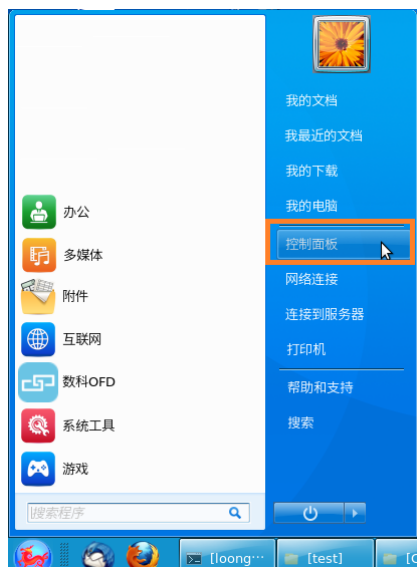 我的文档
我最近的文档
我的下载
我的电脑
控制面板
网络连接
连接到服务器
打印机
帮助和支持
搜索
办公
多媒体
附件
互联网
数科OFD
系统工具
游戏
搜索程序
[loong…
[test]